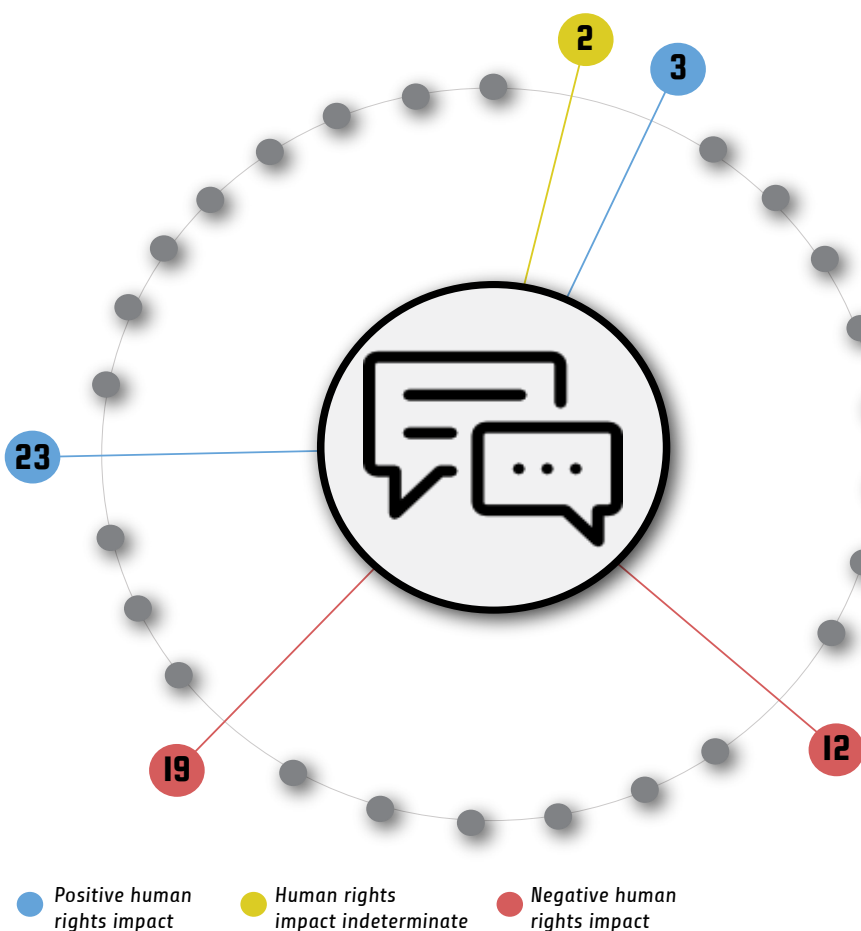 2
3
23
19
12
Positive human
rights impact
Human rights
impact indeterminate
Negative human
rights impact